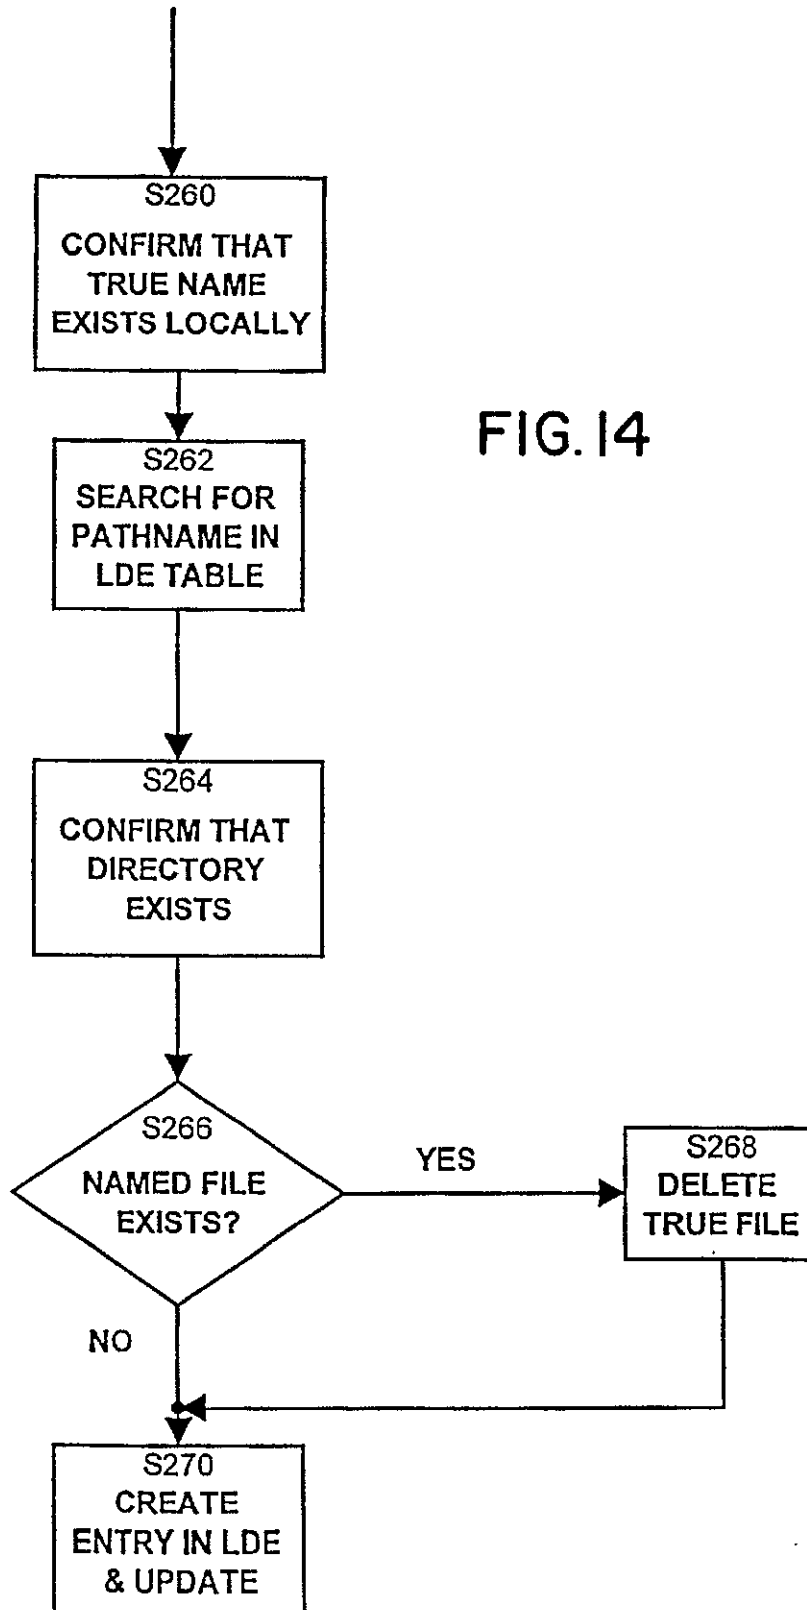 S260
CONFIRM THAT
TRUE NAME
EXISTS LOCALLY
FIG. 14
S262
SEARCH FOR
PATHNAME IN
LDE TABLE
S264
CONFIRM THAT
DIRECTORY
EXISTS
S266
NAMED FILE
EXISTS?
YES
S268
DELETE
TRUE FILE
NO
S270
CREATE
ENTRY IN LDE
& UPDATE